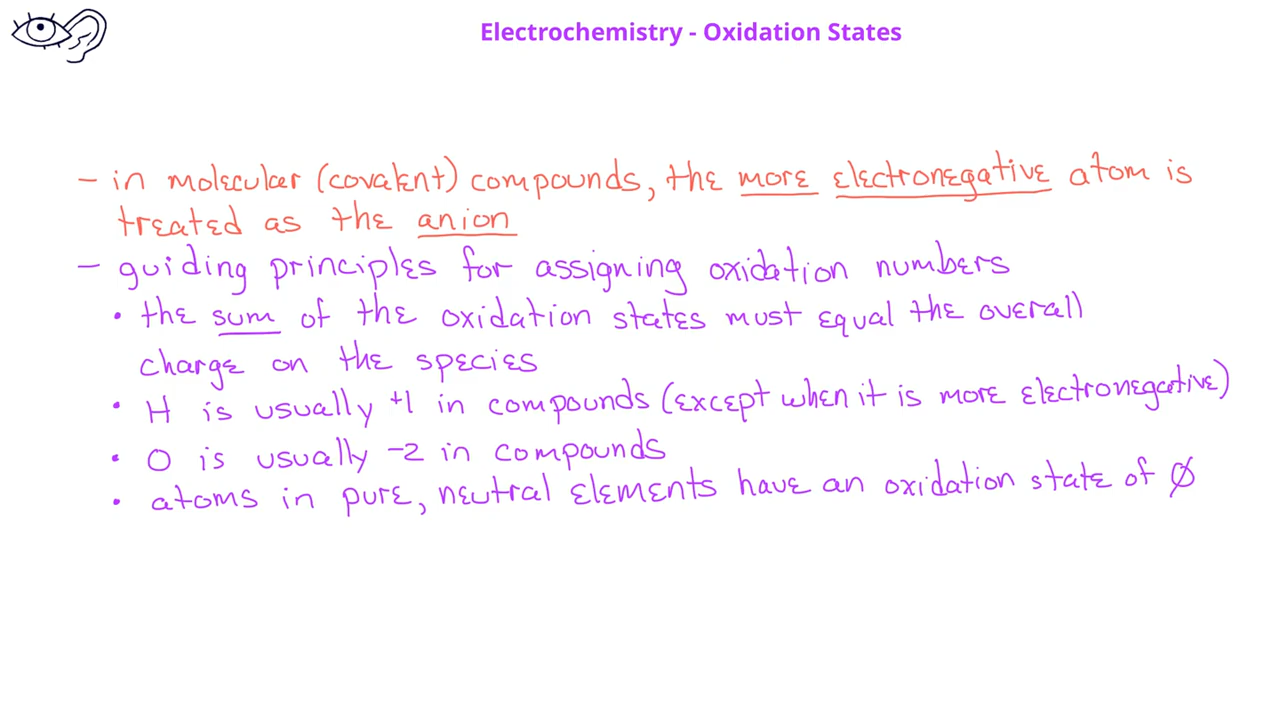 Electrochemistry - Oxidation States
- in molecular (covalent) compounds, the more electronegative atom is
treated as the anion
- guiding principles for assigning oxidation numbers
• the sum of the oxidation states must equal the overall
charge on the species
• H is usually +1 in compounds (except when it is more electronegative)
• O is usually -2 in compounds
• atoms in pure, neutral elements have an oxidation state of Ø